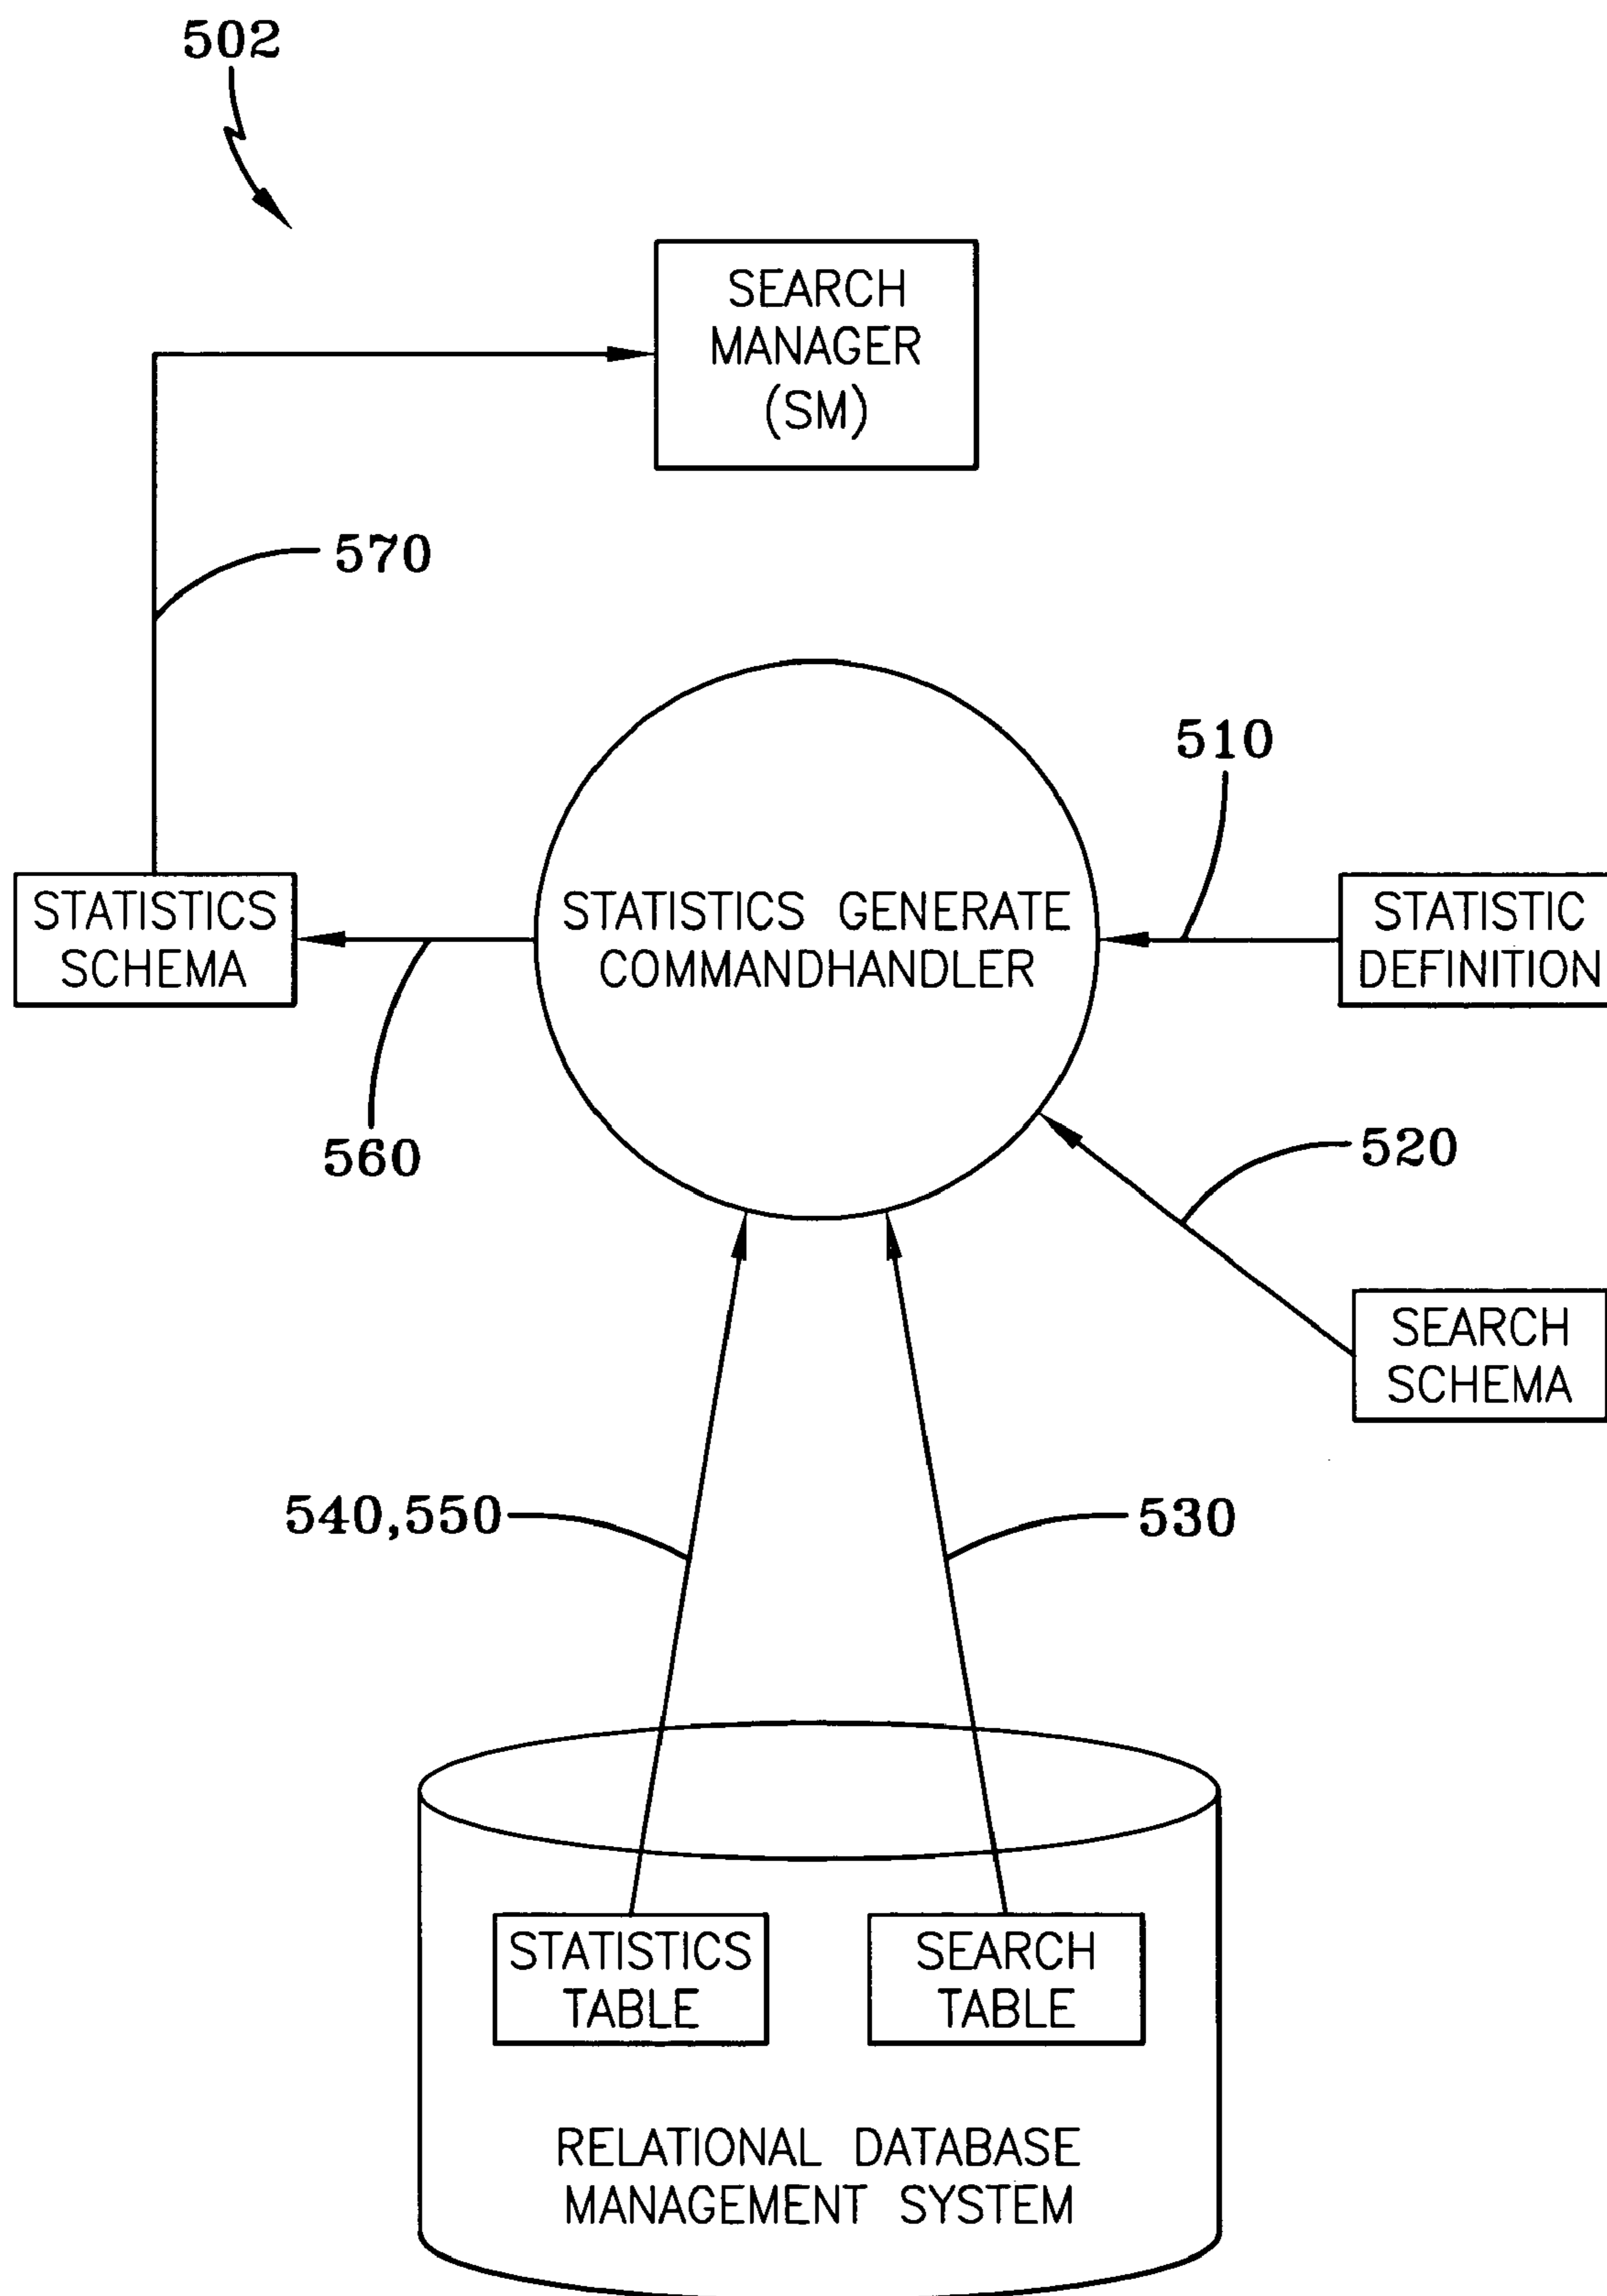 502
SEARCH
MANAGER
(SM)
570
510
STATISTICS
SCHEMA
STATISTICS GENERATE
COMMANDHANDLER
STATISTIC
DEFINITION
560
520
SEARCH
SCHEMA
540,550
530
STATISTICS
TABLE
SEARCH
TABLE
RELATIONAL DATABASE
MANAGEMENT SYSTEM